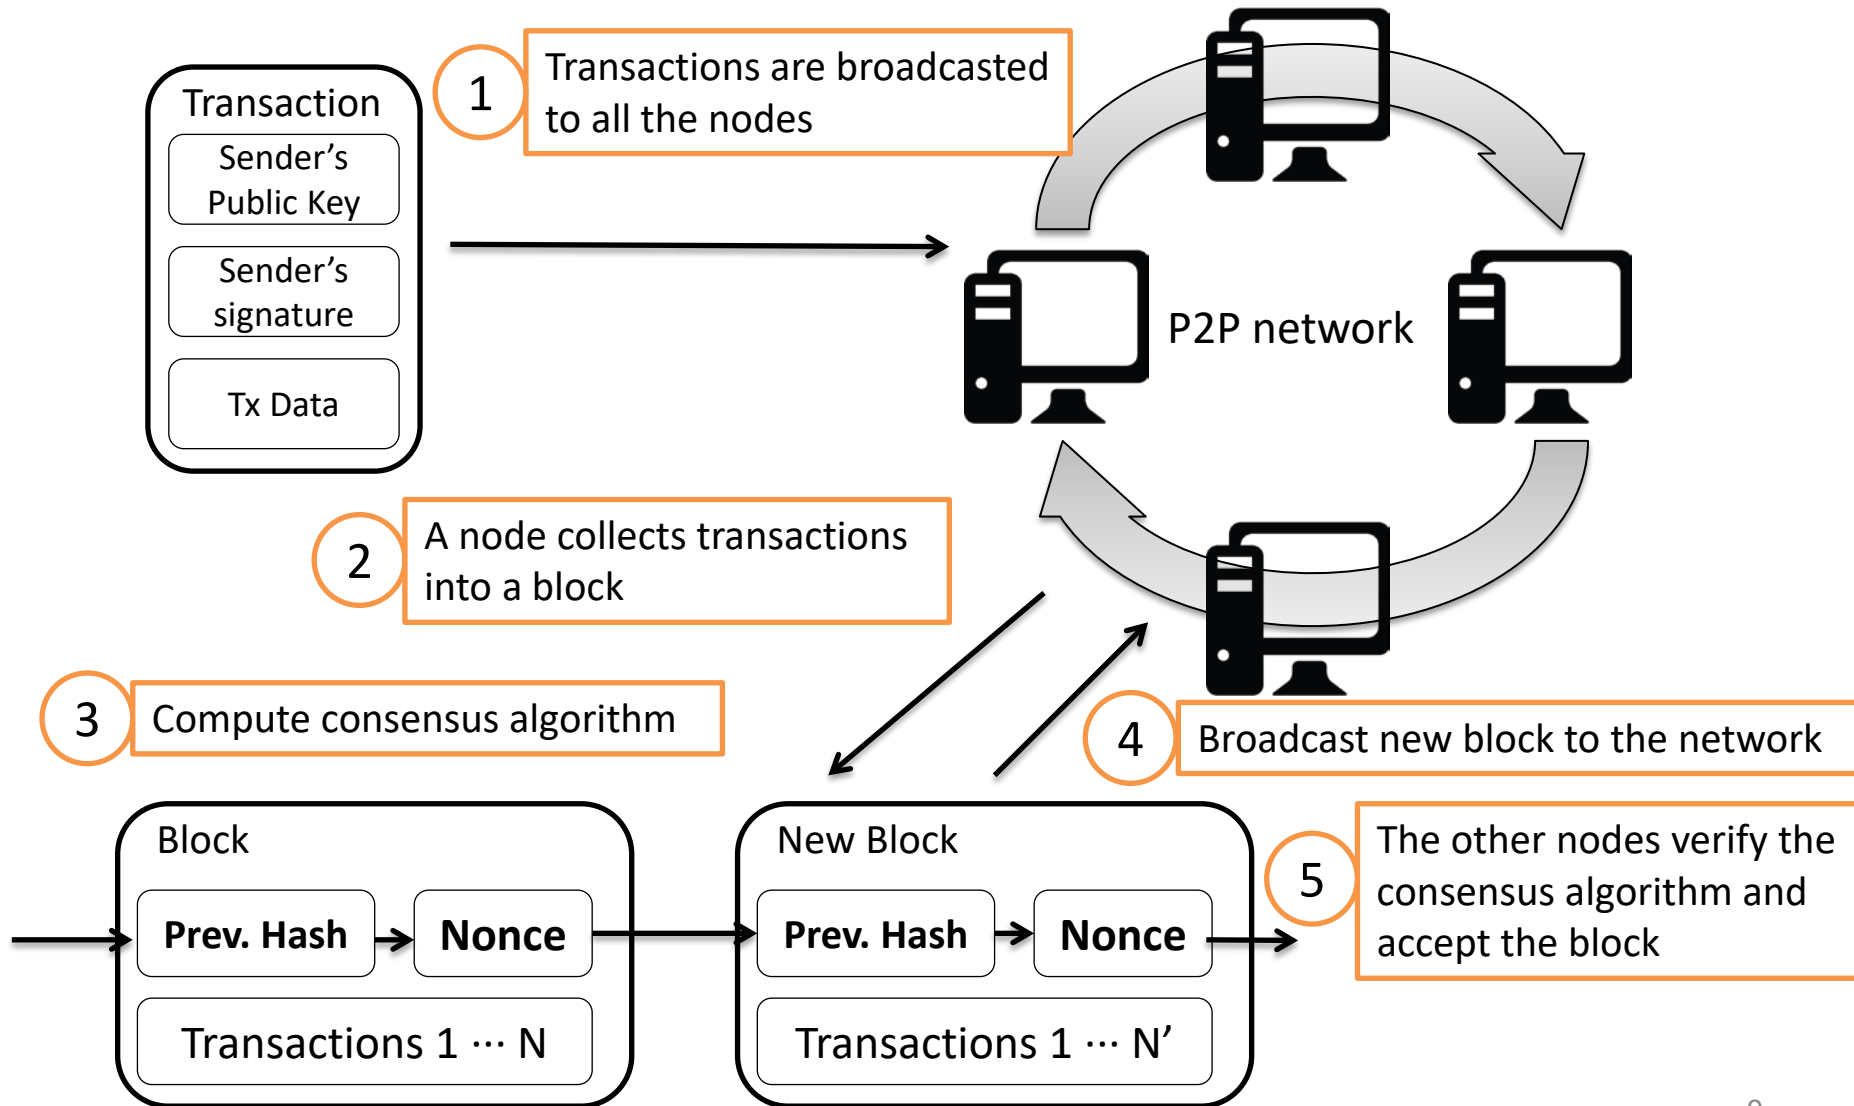 Transaction
Sender’s
Public Key
Sender’s
signature
Tx Data
1
Transactions are broadcasted
to all the nodes
P2P network
2
A node collects transactions
into a block
3
Compute consensus algorithm
4
Broadcast new block to the network
Block
Prev. Hash
Nonce
Transactions 1 ··· N
New Block
Prev. Hash
Nonce
Transactions 1 ··· N’
5
The other nodes verify the
consensus algorithm and
accept the block